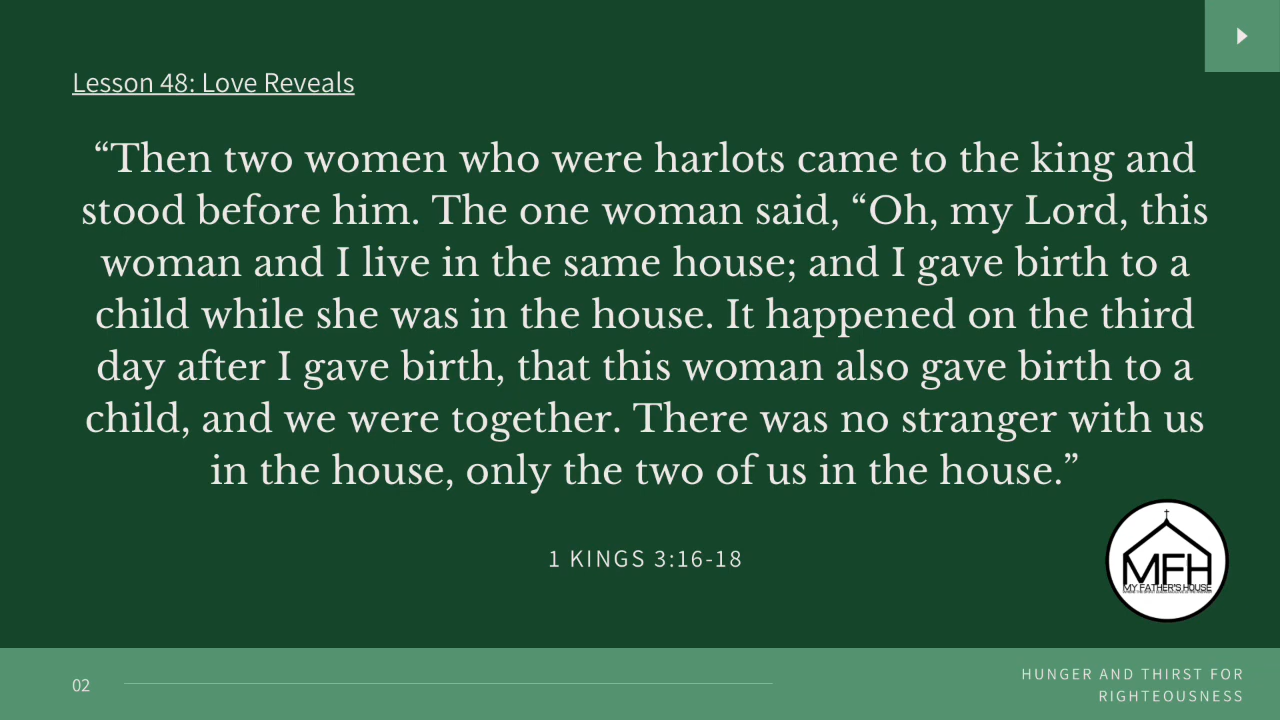 Lesson 48: Love Reveals
“Then two women who were harlots came to the king and
stood before him. The one woman said, “Oh, my Lord, this
woman and I live in the same house; and I gave birth to a
child while she was in the house. It happened on the third
day after I gave birth, that this woman also gave birth to a
child, and we were together. There was no stranger with us
in the house, only the two of us in the house.”
1 KINGS 3:16-18
MFH
MY FATHER'S HOUSE
02
HUNGER AND THIRST FOR
RIGHTEOUSNESS